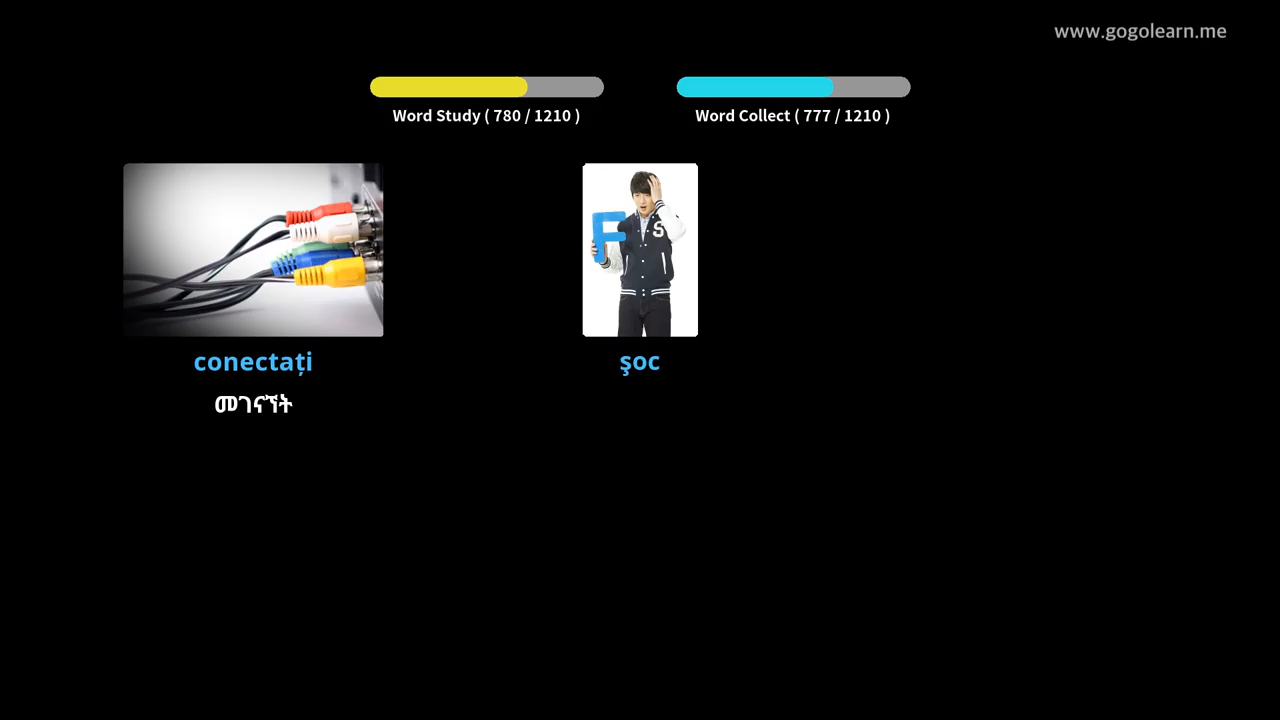 www.gogolearn.me
Word Study ( 780 / 1210 )
Word Collect ( 777 / 1210 )
F
S
conectați
መገናኘት
şoc